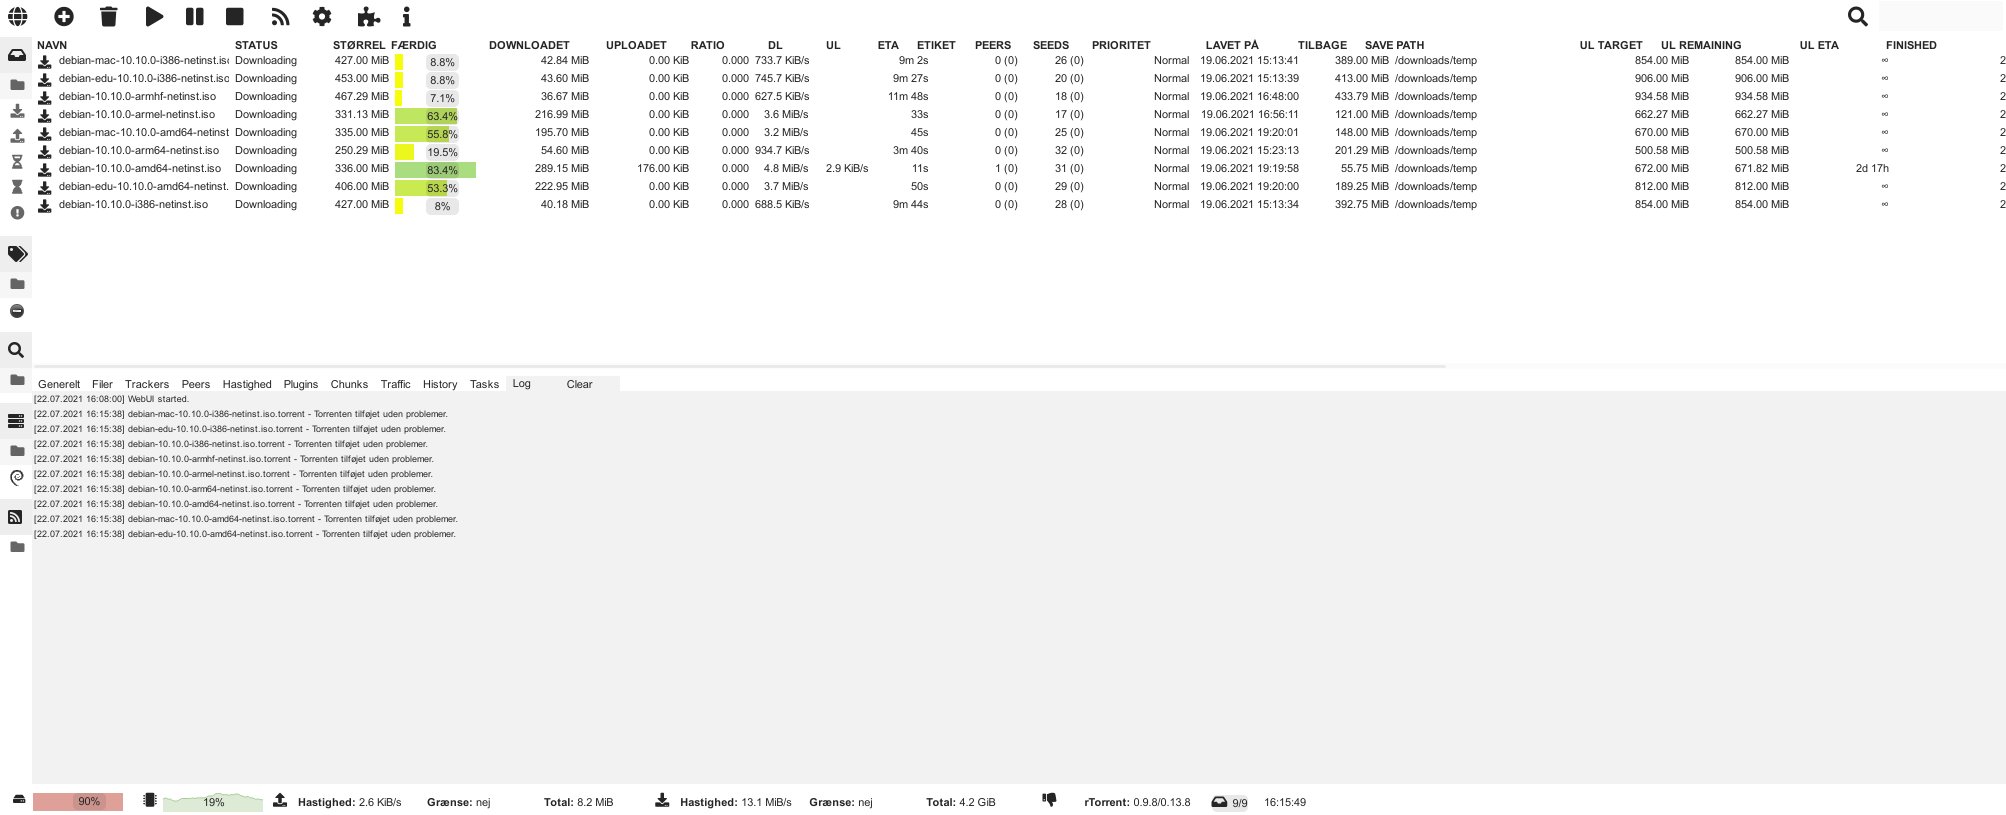 NAVN STATUS STØRREL FÆRDIG DOWNLOADET UPLOADET RATIO DL UL ETA ETIKET PEERS SEEDS PRIORITET LAVET PÅ TILBAGE SAVE PATH UL TARGET UL REMAINING UL ETA FINISHED
debian-mac-10.10.0-i386-netinst.isc Downloading 427.00 MiB 8.8% 42.84 MiB 0.00 KiB 0.000 733.7 KiB/s 9m 2s 0 (0) 26 (0) Normal 19.06.2021 15:13:41 389.00 MiB /downloads/temp 854.00 MiB 854.00 MiB ∞ 2
debian-edu-10.10.0-i386-netinst.iso Downloading 453.00 MiB 8.8% 43.60 MiB 0.00 KiB 0.000 745.7 KiB/s 9m 27s 0 (0) 20 (0) Normal 19.06.2021 15:13:39 413.00 MiB /downloads/temp 906.00 MiB 906.00 MiB ∞ 2
debian-10.10.0-armhf-netinst.iso Downloading 467.29 MiB 7.1% 36.67 MiB 0.00 KiB 0.000 627.5 KiB/s 11m 48s 0 (0) 18 (0) Normal 19.06.2021 16:48:00 433.79 MiB /downloads/temp 934.58 MiB 934.58 MiB ∞ 2
debian-10.10.0-armel-netinst.iso Downloading 331.13 MiB 63.4% 216.99 MiB 0.00 KiB 0.000 3.6 MiB/s 33s 0 (0) 17 (0) Normal 19.06.2021 16:56:11 121.00 MiB /downloads/temp 662.27 MiB 662.27 MiB ∞ 2
debian-mac-10.10.0-amd64-netinst Downloading 335.00 MiB 55.8% 195.70 MiB 0.00 KiB 0.000 3.2 MiB/s 45s 0 (0) 25 (0) Normal 19.06.2021 19:20:01 148.00 MiB /downloads/temp 670.00 MiB 670.00 MiB ∞ 2
debian-10.10.0-arm64-netinst.iso Downloading 250.29 MiB 19.5% 54.60 MiB 0.00 KiB 0.000 934.7 KiB/s 3m 40s 0 (0) 32 (0) Normal 19.06.2021 15:23:13 201.29 MiB /downloads/temp 500.58 MiB 500.58 MiB ∞ 2
debian-10.10.0-amd64-netinst.iso Downloading 336.00 MiB 83.4% 289.15 MiB 176.00 KiB 0.000 4.8 MiB/s 2.9 KiB/s 11s 1 (0) 31 (0) Normal 19.06.2021 19:19:58 55.75 MiB /downloads/temp 672.00 MiB 671.82 MiB 2d 17h 2
debian-edu-10.10.0-amd64-netinst. Downloading 406.00 MiB 53.3% 222.95 MiB 0.00 KiB 0.000 3.7 MiB/s 50s 0 (0) 29 (0) Normal 19.06.2021 19:20:00 189.25 MiB /downloads/temp 812.00 MiB 812.00 MiB ∞ 2
debian-10.10.0-i386-netinst.iso Downloading 427.00 MiB 8% 40.18 MiB 0.00 KiB 0.000 688.5 KiB/s 9m 44s 0 (0) 28 (0) Normal 19.06.2021 15:13:34 392.75 MiB /downloads/temp 854.00 MiB 854.00 MiB ∞ 2
Generelt Filer Trackers Peers Hastighed Plugins Chunks Traffic History Tasks Log Clear
[22.07.2021 16:08:00] WebUI started.
[22.07.2021 16:15:38] debian-mac-10.10.0-i386-netinst.iso.torrent - Torrenten tilføjet uden problemer.
[22.07.2021 16:15:38] debian-edu-10.10.0-i386-netinst.iso.torrent - Torrenten tilføjet uden problemer.
[22.07.2021 16:15:38] debian-10.10.0-i386-netinst.iso.torrent - Torrenten tilføjet uden problemer.
[22.07.2021 16:15:38] debian-10.10.0-armhf-netinst.iso.torrent - Torrenten tilføjet uden problemer.
[22.07.2021 16:15:38] debian-10.10.0-armel-netinst.iso.torrent - Torrenten tilføjet uden problemer.
[22.07.2021 16:15:38] debian-10.10.0-arm64-netinst.iso.torrent - Torrenten tilføjet uden problemer.
[22.07.2021 16:15:38] debian-10.10.0-amd64-netinst.iso.torrent - Torrenten tilføjet uden problemer.
[22.07.2021 16:15:38] debian-mac-10.10.0-amd64-netinst.iso.torrent - Torrenten tilføjet uden problemer.
[22.07.2021 16:15:38] debian-edu-10.10.0-amd64-netinst.iso.torrent - Torrenten tilføjet uden problemer.
90% 19% Hastighed: 2.6 KiB/s Grænse: nej Total: 8.2 MiB Hastighed: 13.1 MiB/s Grænse: nej Total: 4.2 GiB rTorrent: 0.9.8/0.13.8 9/9 16:15:49